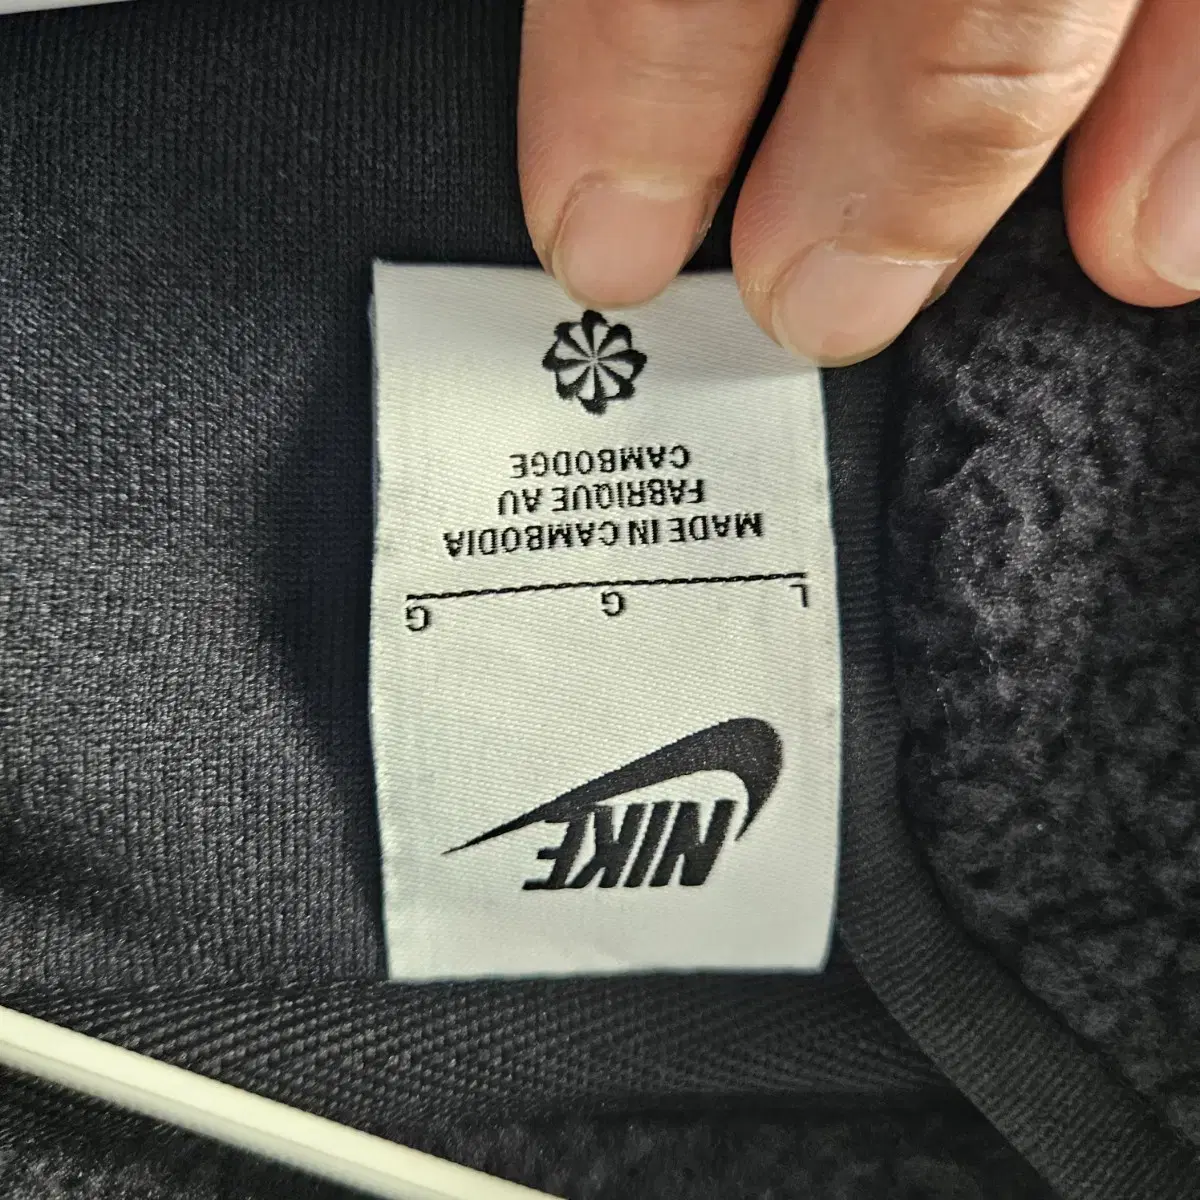 NIKE
L G G
MADE IN CAMBODIA
FABRIQUE AU
CAMBODGE